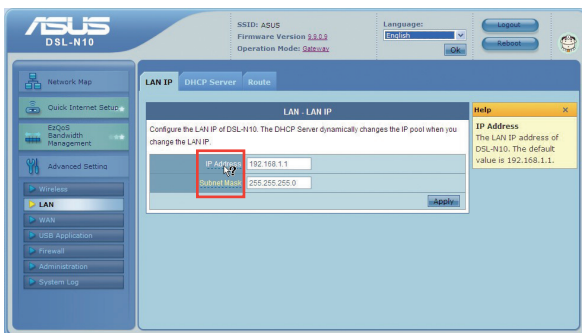 ASUS
DSL-N10
SSID: ASUS
Firmware Version 9.8.0.9
Operation Mode: Gateway
Language:
English
Ok
Logout
Reboot
Network Map
Quick Internet Setup
EzQoS
Bandwidth
Management
Advanced Setting
Wireless
LAN
WAN
USB Application
Firewall
Administration
System Log
LAN IP DHCP Server Route
LAN - LAN IP
Configure the LAN IP of DSL-N10. The DHCP Server dynamically changes the IP pool when you
change the LAN IP.
IP Address 192.168.1.1
Subnet Mask 255.255.255.0
Apply
Help ×
IP Address
The LAN IP address of
DSL-N10. The default
value is 192.168.1.1.